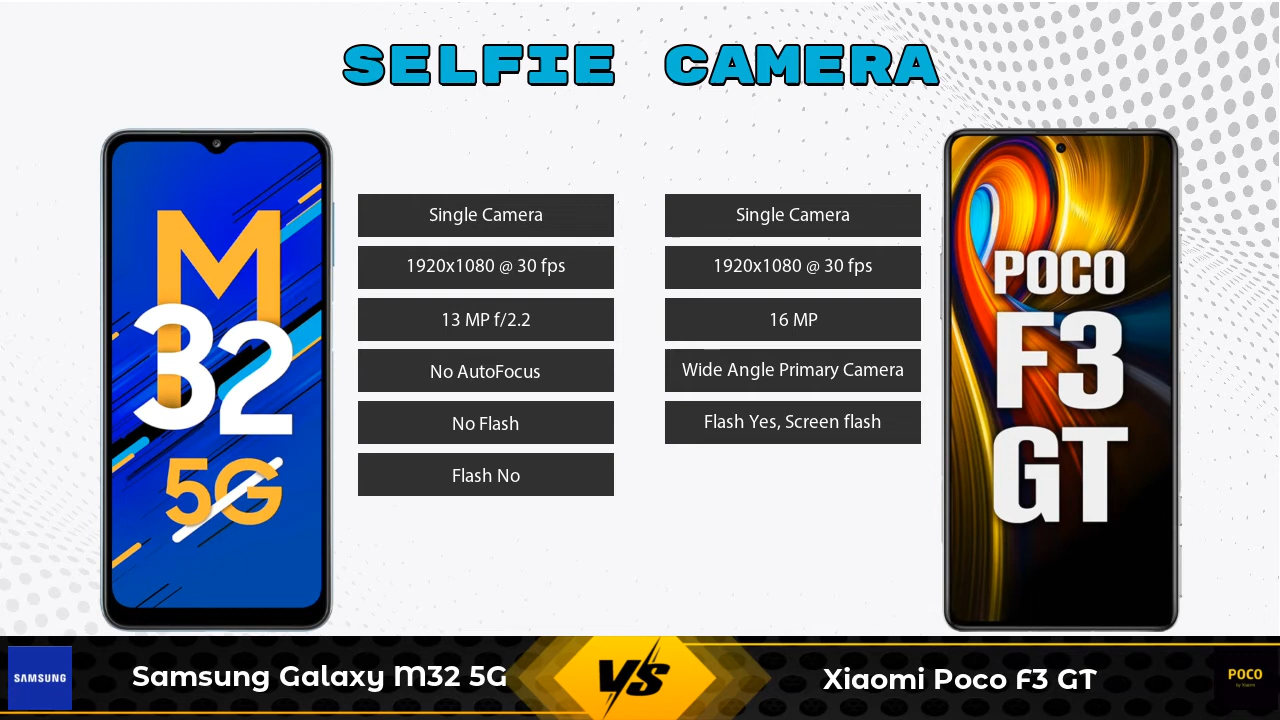 SELFIE CAMERA
M
32
5G
Single Camera
1920x1080 @ 30 fps
13 MP f/2.2
No AutoFocus
No Flash
Flash No
Single Camera
1920x1080 @ 30 fps
16 MP
Wide Angle Primary Camera
Flash Yes, Screen flash
POCO
F3
GT
SAMSUNG
Samsung Galaxy M32 5G
VS
Xiaomi Poco F3 GT
POCO
by Xiaomi